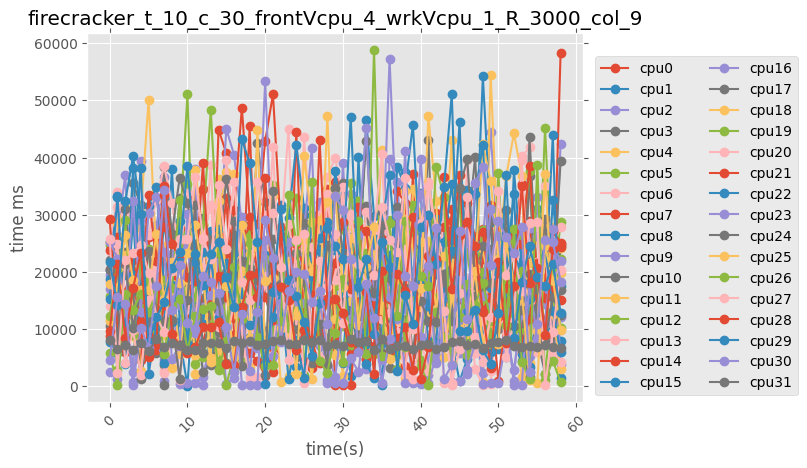 firecracker_t_10_c_30_frontVcpu_4_wrkVcpu_1_R_3000_col_9
time ms
60000
50000
40000
30000
20000
10000
0
0
10
20
30
40
50
60
time(s)
cpu0
cpu1
cpu2
cpu3
cpu4
cpu5
cpu6
cpu7
cpu8
cpu9
cpu10
cpu11
cpu12
cpu13
cpu14
cpu15
cpu16
cpu17
cpu18
cpu19
cpu20
cpu21
cpu22
cpu23
cpu24
cpu25
cpu26
cpu27
cpu28
cpu29
cpu30
cpu31